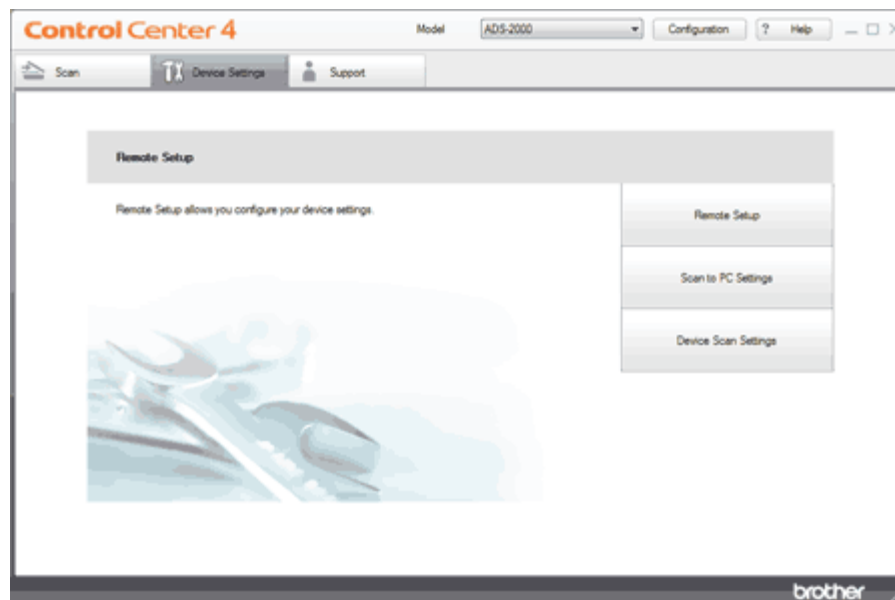 Control Center 4
Model ADS-2000 Configuration ? Help
Scan Device Settings Support
Remote Setup
Remote Setup allows you configure your device settings.
Remote Setup
Scan to PC Settings
Device Scan Settings
brother